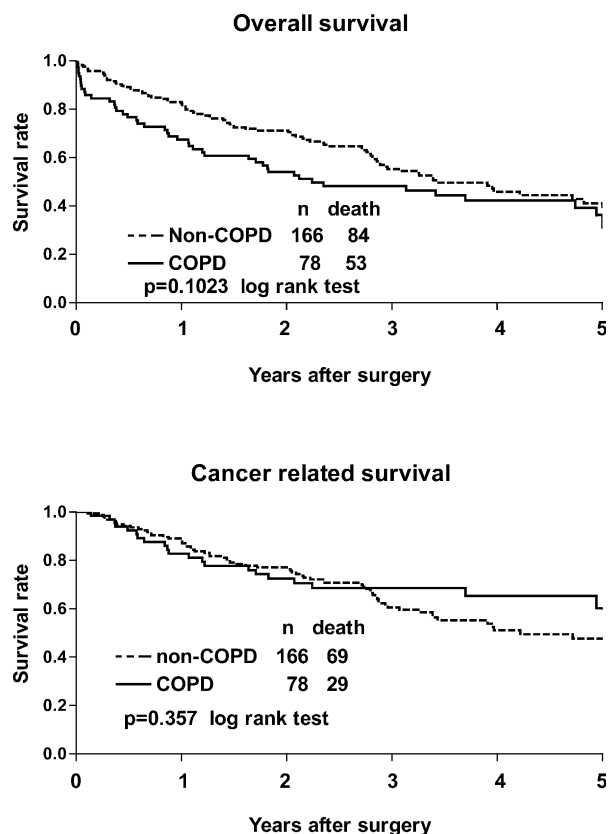 Overall survival
1.0
0.8
0.6
0.4
0.2
0.0
Survival rate
n death
Non-COPD 166 84
COPD 78 53
p=0.1023 log rank test
0 1 2 3 4 5
Years after surgery
Cancer related survival
1.0
0.8
0.6
0.4
0.2
0.0
Survival rate
n death
non-COPD 166 69
COPD 78 29
p=0.357 log rank test
0 1 2 3 4 5
Years after surgery